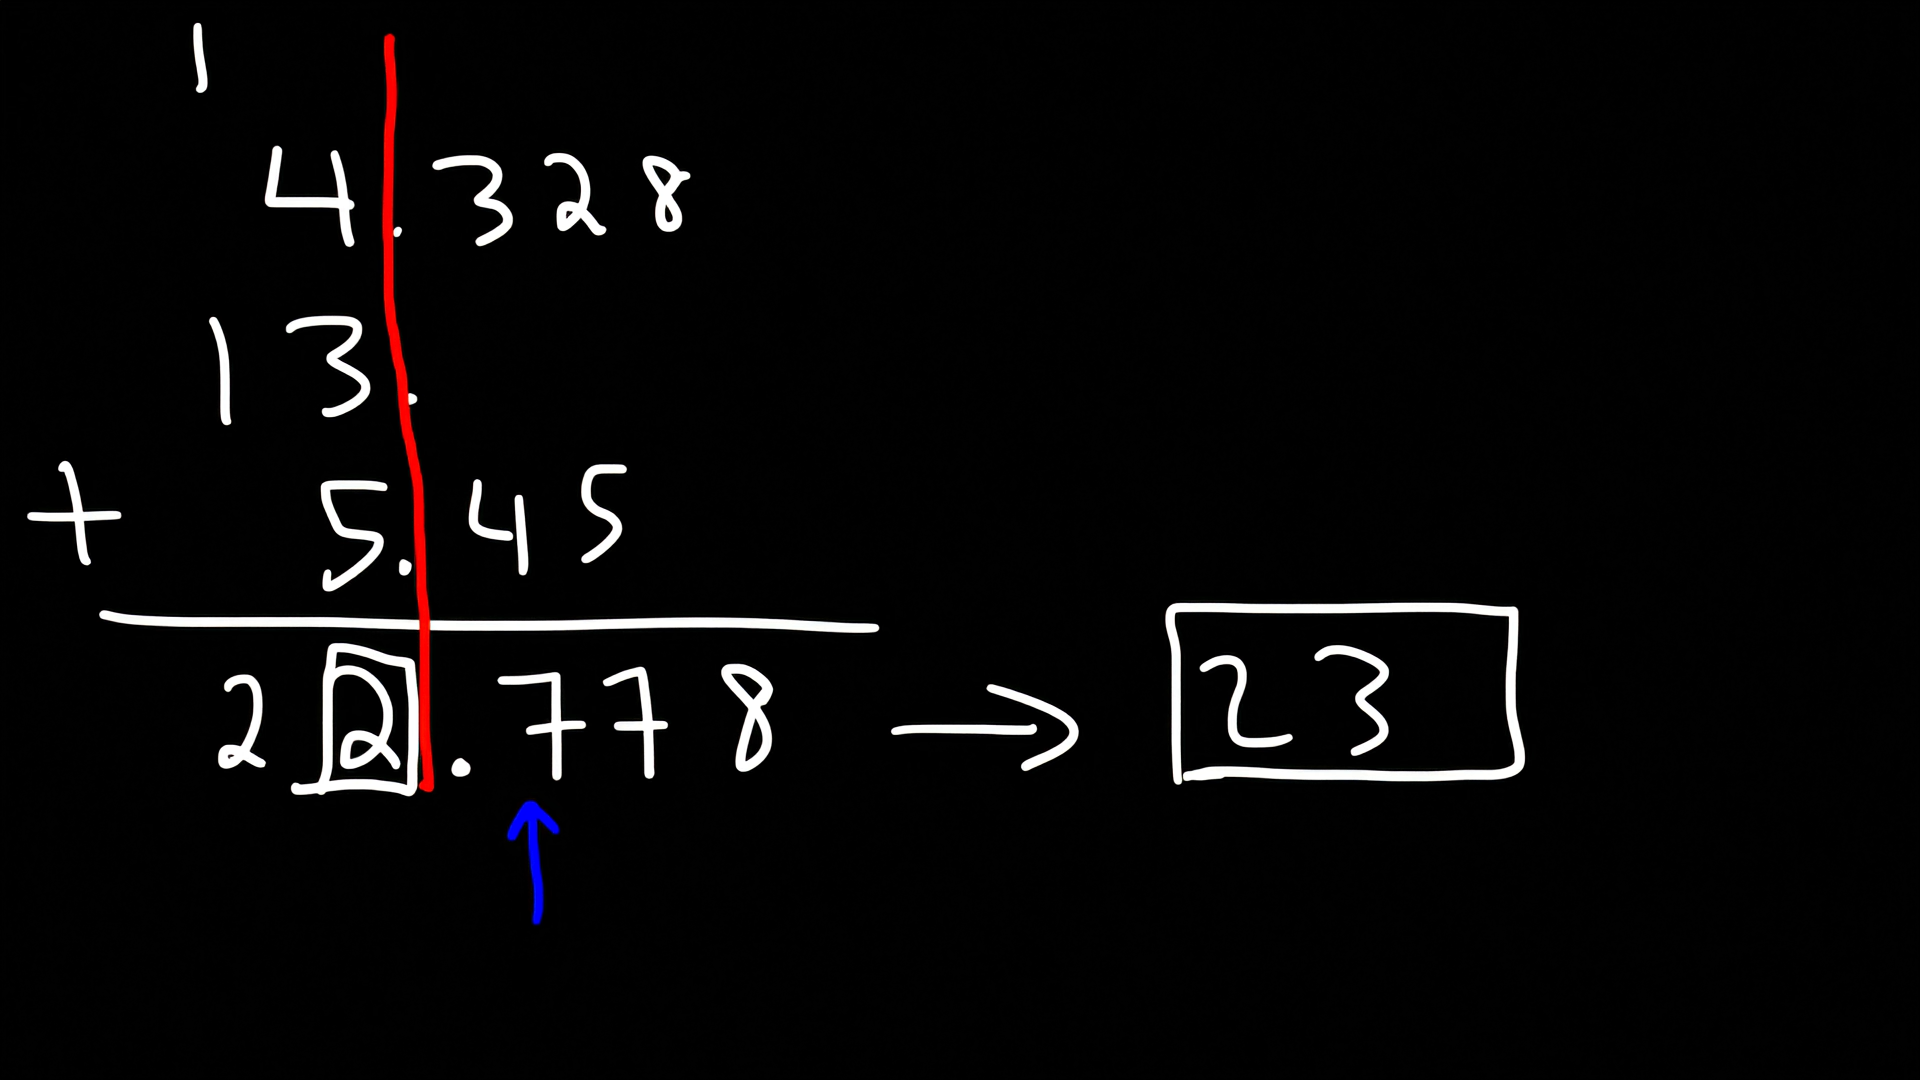 1
4.328
13.
+ 5.45
22.778 → 23